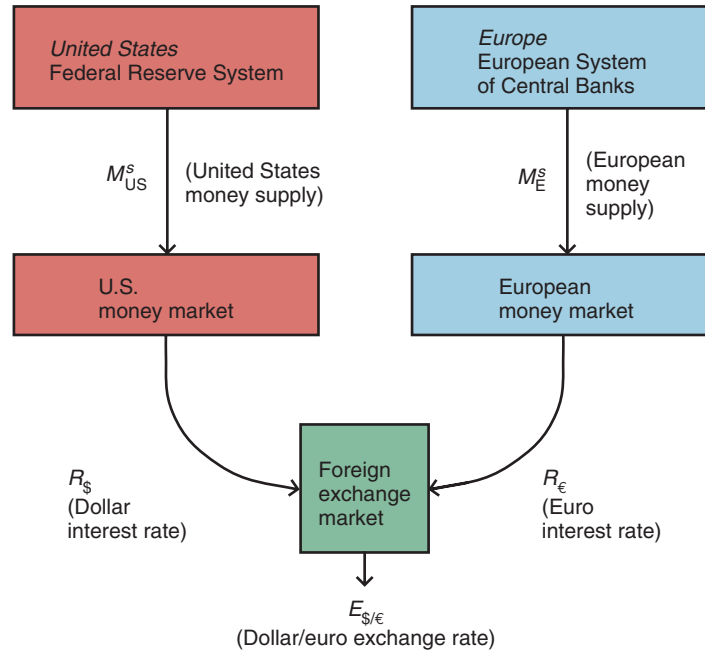 United States
Federal Reserve System
Europe
European System
of Central Banks
M^s_US
(United States
money supply)
M^s_E
(European
money
supply)
U.S.
money market
European
money market
R_$
(Dollar
interest rate)
Foreign
exchange
market
R_€
(Euro
interest rate)
E_$/€
(Dollar/euro exchange rate)